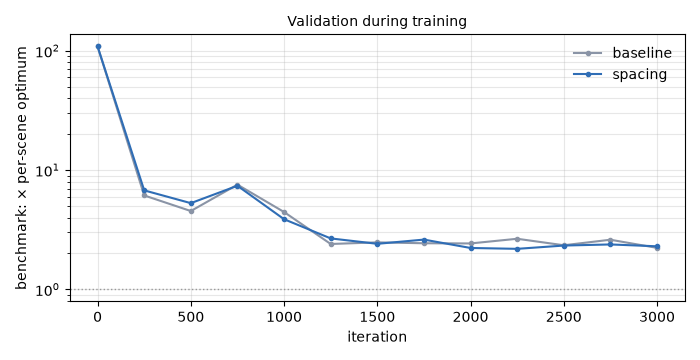 Validation during training
benchmark: × per-scene optimum
10²
10¹
10⁰
baseline
spacing
0 500 1000 1500 2000 2500 3000
iteration